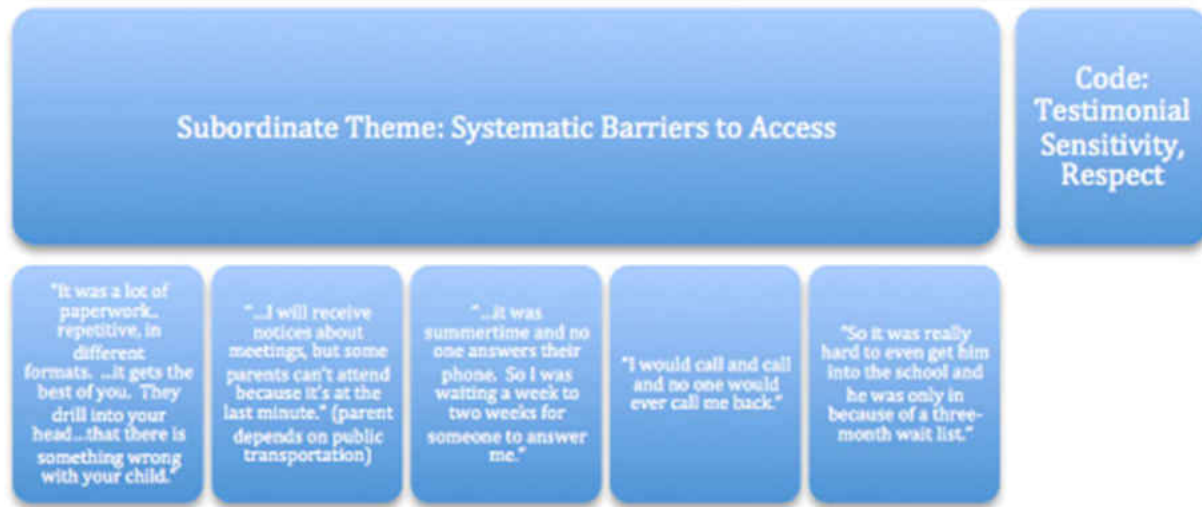 Subordinate Theme: Systematic Barriers to Access
Code:
Testimonial
Sensitivity,
Respect
"It was a lot of
paperwork..
repetitive, in
different
formats. ...it gets the
best of you. They
drill into your
head...that there is
something wrong
with your child."
"...I will receive
notices about
meetings, but some
parents can't attend
because it's at the
last minute." (parent
depends on public
transportation)
"...it was
summertime and no
one answers their
phone. So I was
waiting a week to
two weeks for
someone to answer
me."
"I would call and call
and no one would
ever call me back."
"So it was really
hard to even get him
into the school and
he was only in
because of a three-
month wait list."